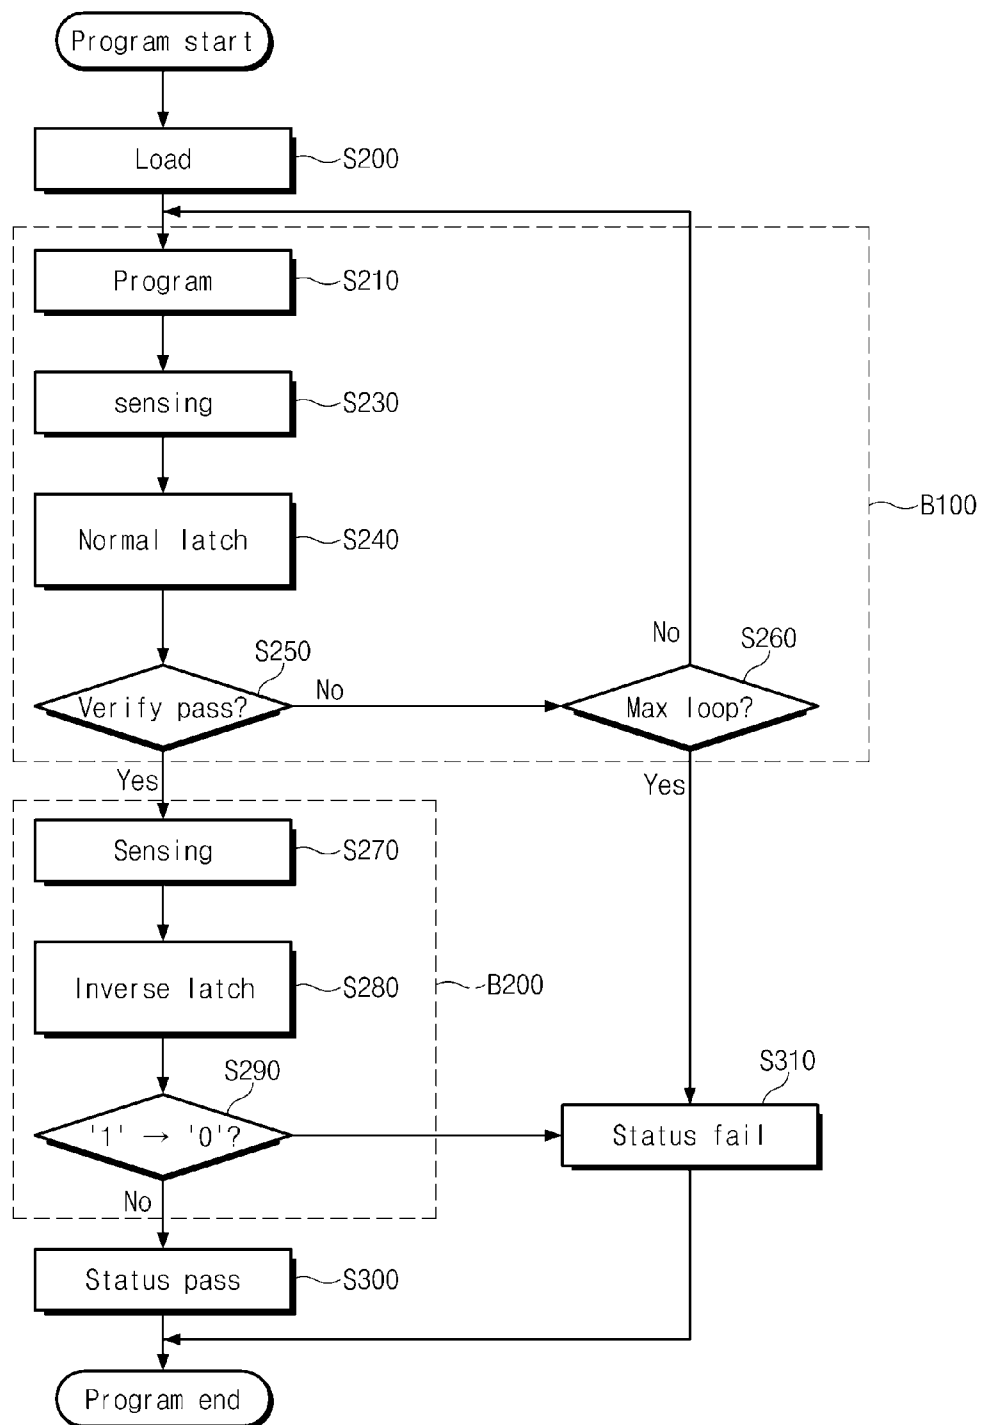 Program start
Load
S200
Program
S210
sensing
S230
B100
Normal latch
S240
No
S260
S250
Verify pass?
No
Max loop?
Yes
Yes
Sensing
S270
Inverse latch
S280
B200
S290
S310
'1' → '0'?
Status fail
No
Status pass
S300
Program end